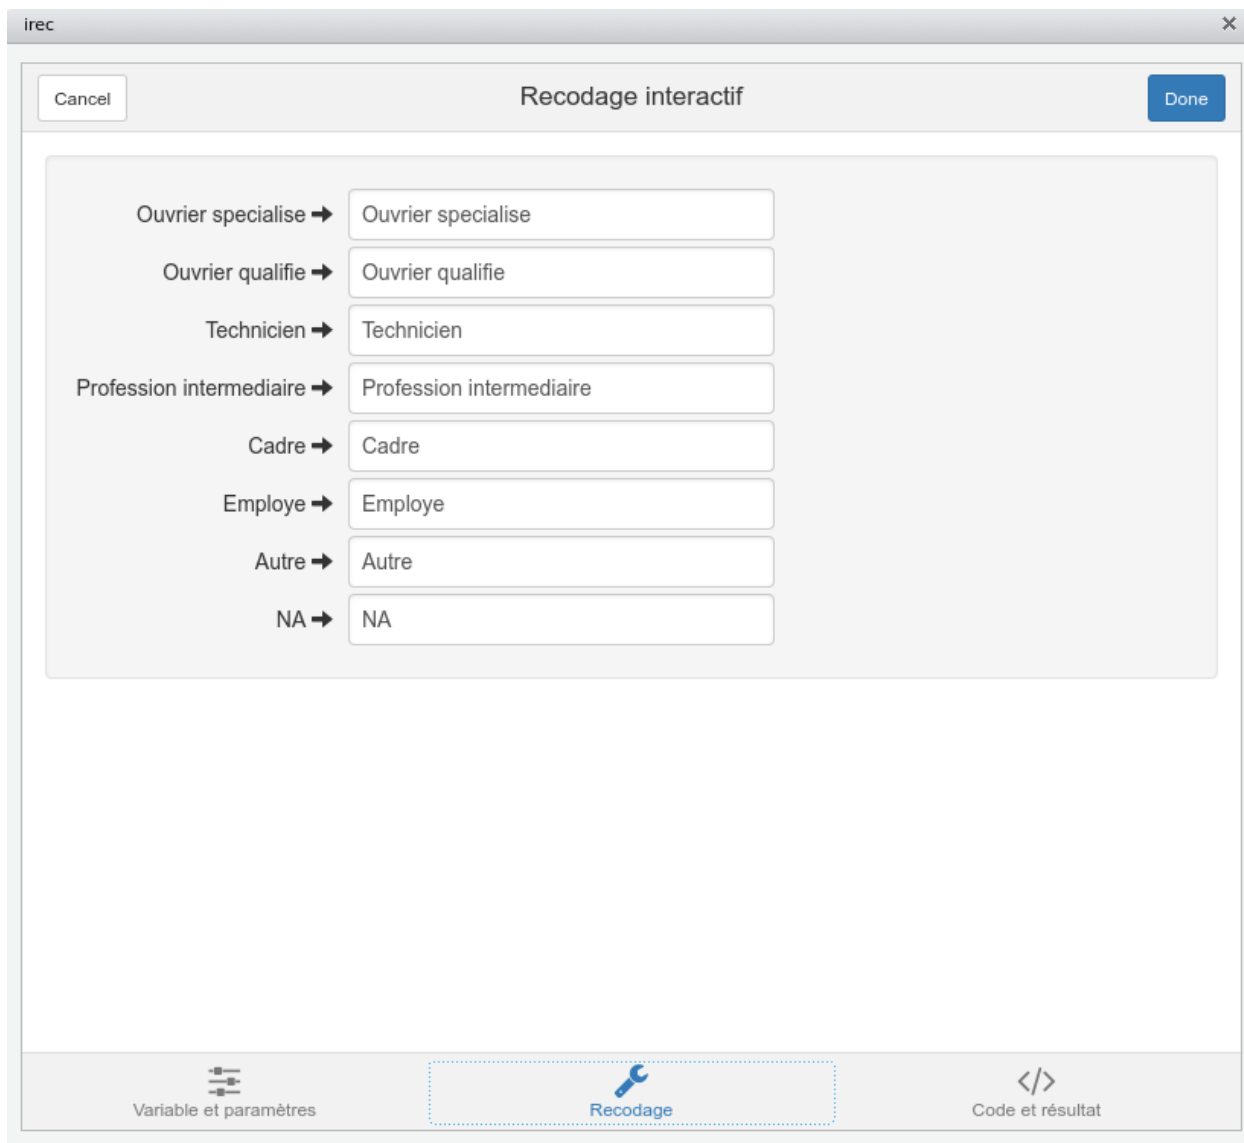 irec
Cancel Recodage interactif Done
Ouvrier specialise Ouvrier specialise
Ouvrier qualifie Ouvrier qualifie
Technicien Technicien
Profession intermediaire Profession intermediaire
Cadre Cadre
Employe Employe
Autre Autre
NA NA
Variable et paramètres Recodage Code et résultat